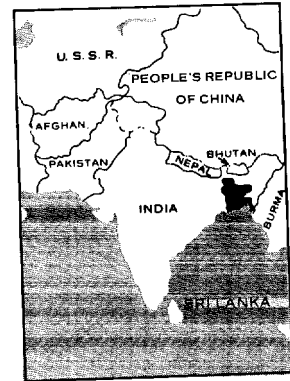 U. S. S. R.
PEOPLE'S REPUBLIC
OF CHINA
AFGHAN.
PAKISTAN
NEPAL
BHUTAN
INDIA
BURMA
SRI LANKA